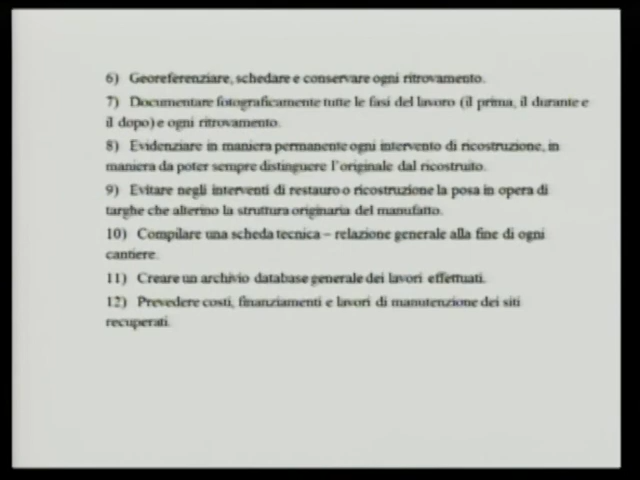 6) Georeferenziare, schedare e conservare ogni ritrovamento.
7) Documentare fotograficamente tutte le fasi del lavoro (il prima, il durante e
il dopo) e ogni ritrovamento.
8) Evidenziare in maniera permanente ogni intervento di ricostruzione, in
maniera da poter sempre distinguere l'originale dal ricostruito.
9) Evitare negli interventi di restauro o ricostruzione la posa in opera di
targhe che alterino la struttura originaria del manufatto.
10) Compilare una scheda tecnica – relazione generale alla fine di ogni
cantiere.
11) Creare un archivio database generale dei lavori effettuati.
12) Prevedere costi, finanziamenti e lavori di manutenzione dei siti
recuperati.